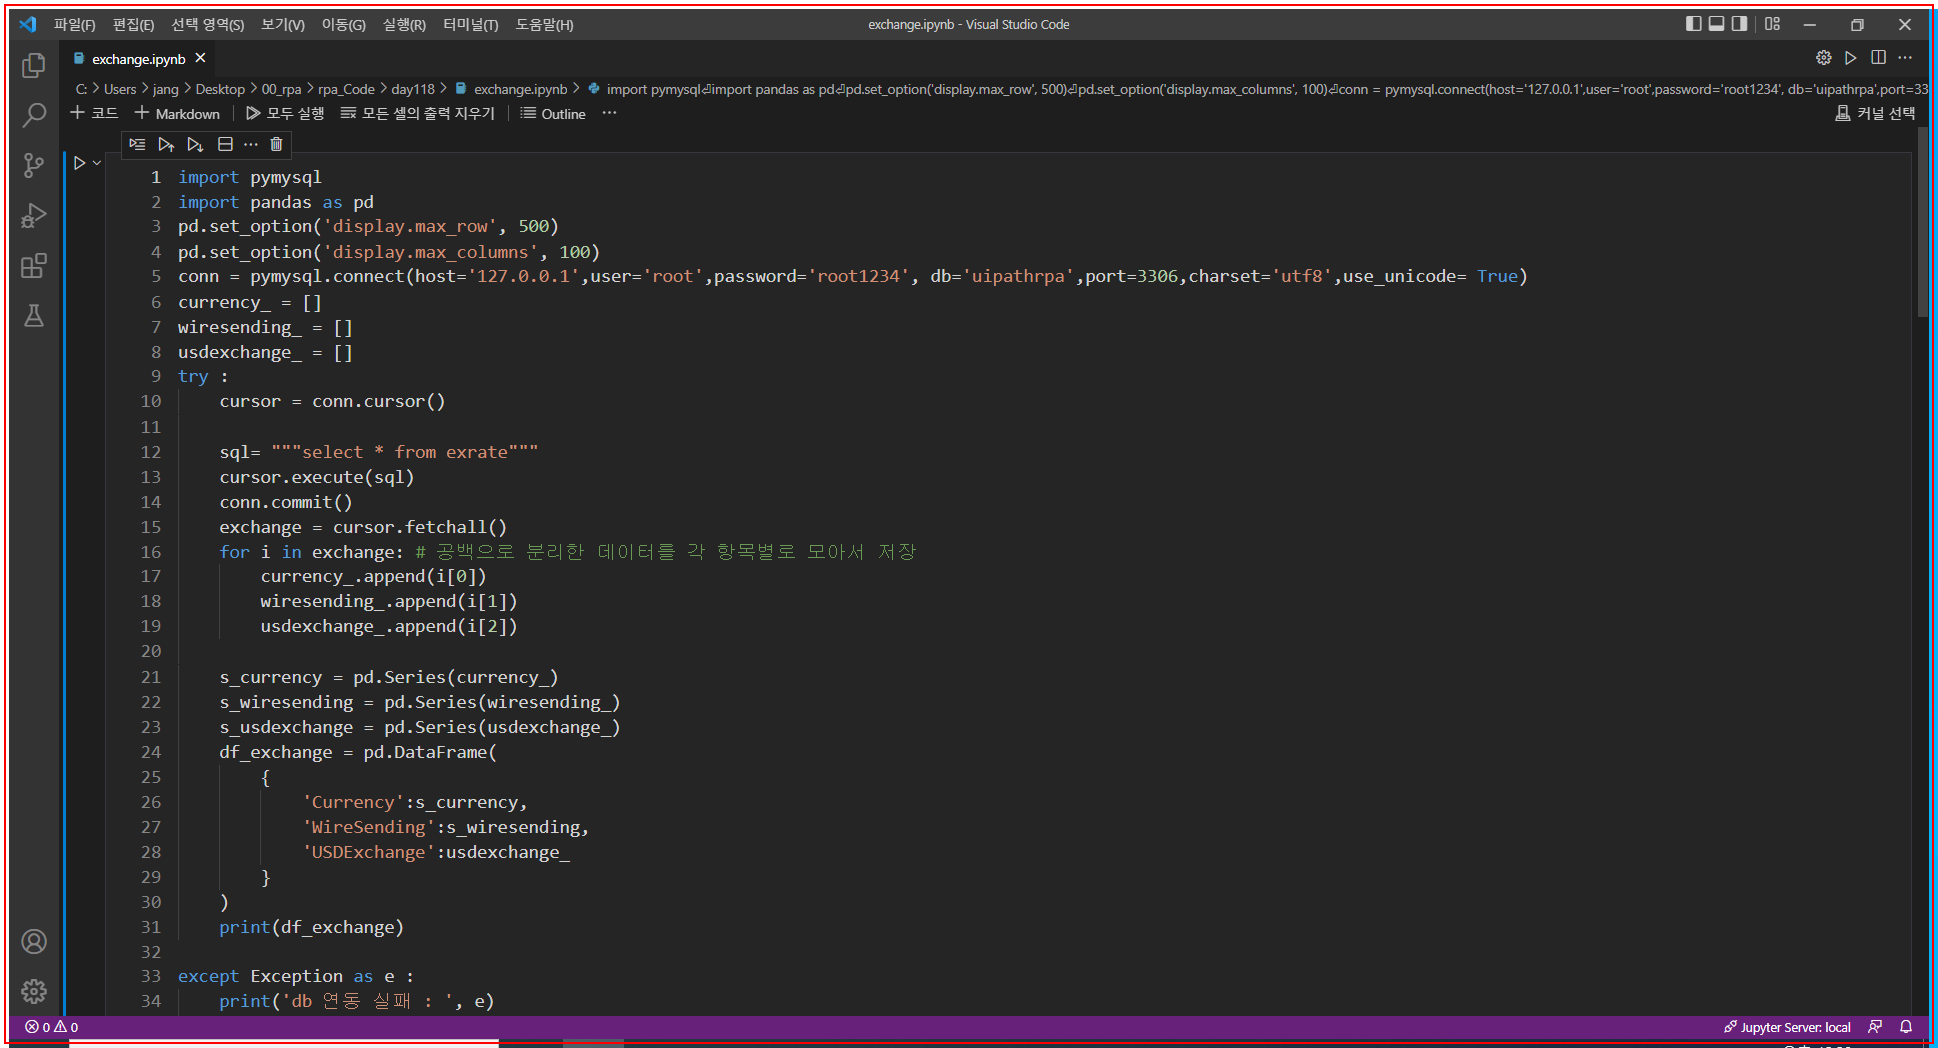 파일(F) 편집(E) 선택 영역(S) 보기(V) 이동(G) 실행(R) 터미널(T) 도움말(H) exchange.ipynb - Visual Studio Code
exchange.ipynb
C: > Users > jang > Desktop > 00_rpa > rpa_Code > day118 > exchange.ipynb > import pymysql⏎import pandas as pd⏎pd.set_option('display.max_row', 500)⏎pd.set_option('display.max_columns', 100)⏎conn = pymysql.connect(host='127.0.0.1',user='root',password='root1234', db='uipathrpa',port=33
+ 코드 + Markdown 모두 실행 모든 셀의 출력 지우기 Outline ··· 커널 선택
1 import pymysql
2 import pandas as pd
3 pd.set_option('display.max_row', 500)
4 pd.set_option('display.max_columns', 100)
5 conn = pymysql.connect(host='127.0.0.1',user='root',password='root1234', db='uipathrpa',port=3306,charset='utf8',use_unicode= True)
6 currency_ = []
7 wiresending_ = []
8 usdexchange_ = []
9 try :
10 cursor = conn.cursor()
11
12 sql= """select * from exrate"""
13 cursor.execute(sql)
14 conn.commit()
15 exchange = cursor.fetchall()
16 for i in exchange: # 공백으로 분리한 데이터를 각 항목별로 모아서 저장
17 currency_.append(i[0])
18 wiresending_.append(i[1])
19 usdexchange_.append(i[2])
20
21 s_currency = pd.Series(currency_)
22 s_wiresending = pd.Series(wiresending_)
23 s_usdexchange = pd.Series(usdexchange_)
24 df_exchange = pd.DataFrame(
25 {
26 'Currency':s_currency,
27 'WireSending':s_wiresending,
28 'USDExchange':usdexchange_
29 }
30 )
31 print(df_exchange)
32
33 except Exception as e :
34 print('db 연동 실패 : ', e)
0 0 Jupyter Server: local